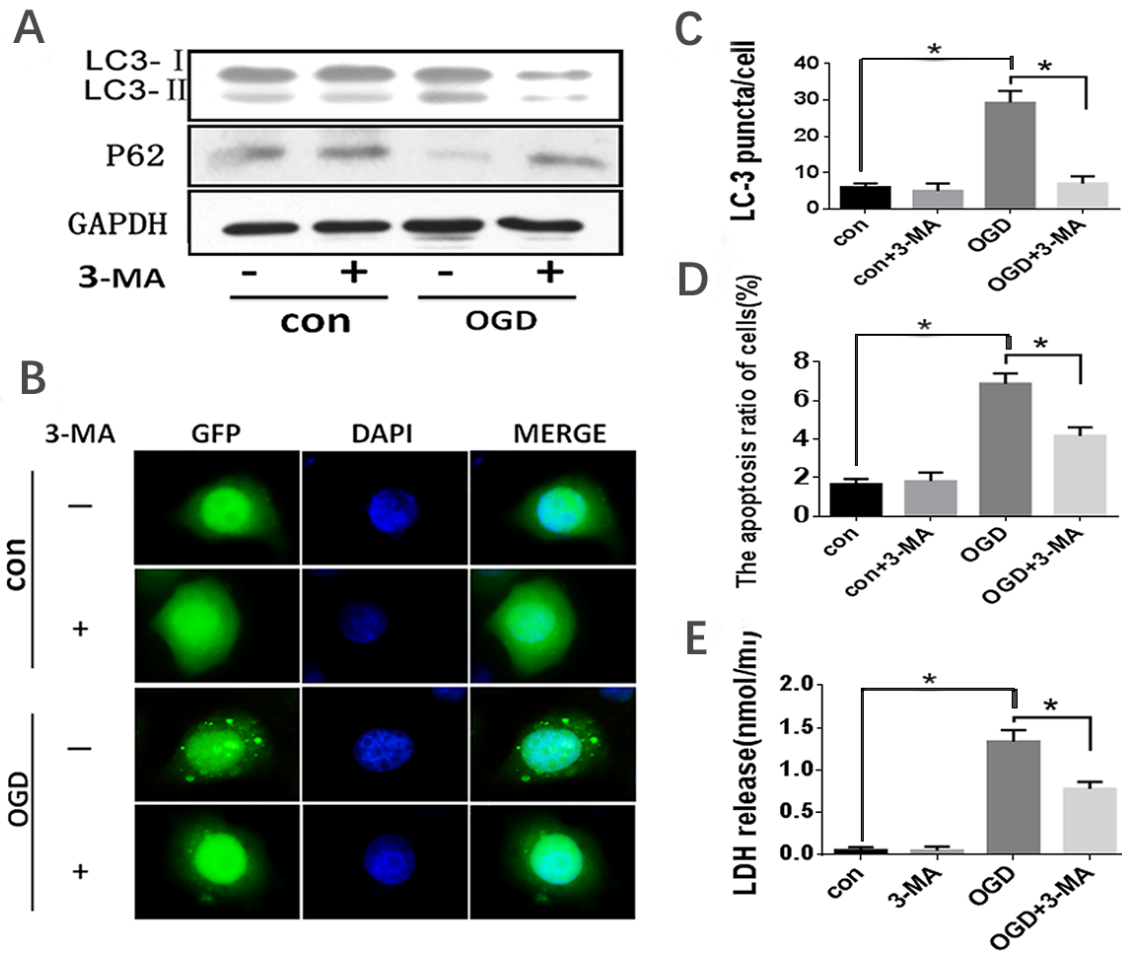 A
LC3- I
LC3- II
P62
GAPDH
3-MA - + - +
con OGD
B
3-MA GFP DAPI MERGE
con
—
+
OGD
—
+
C
LC-3 puncta/cell
40
30
20
10
0
*
*
con
con+3-MA
OGD
OGD+3-MA
D
The apoptosis ratio of cells(%)
8
6
4
2
0
*
*
con
con+3-MA
OGD
OGD+3-MA
E
LDH release(nmol/ml)
2.0
1.5
1.0
0.5
0.0
*
*
con
3-MA
OGD
OGD+3-MA